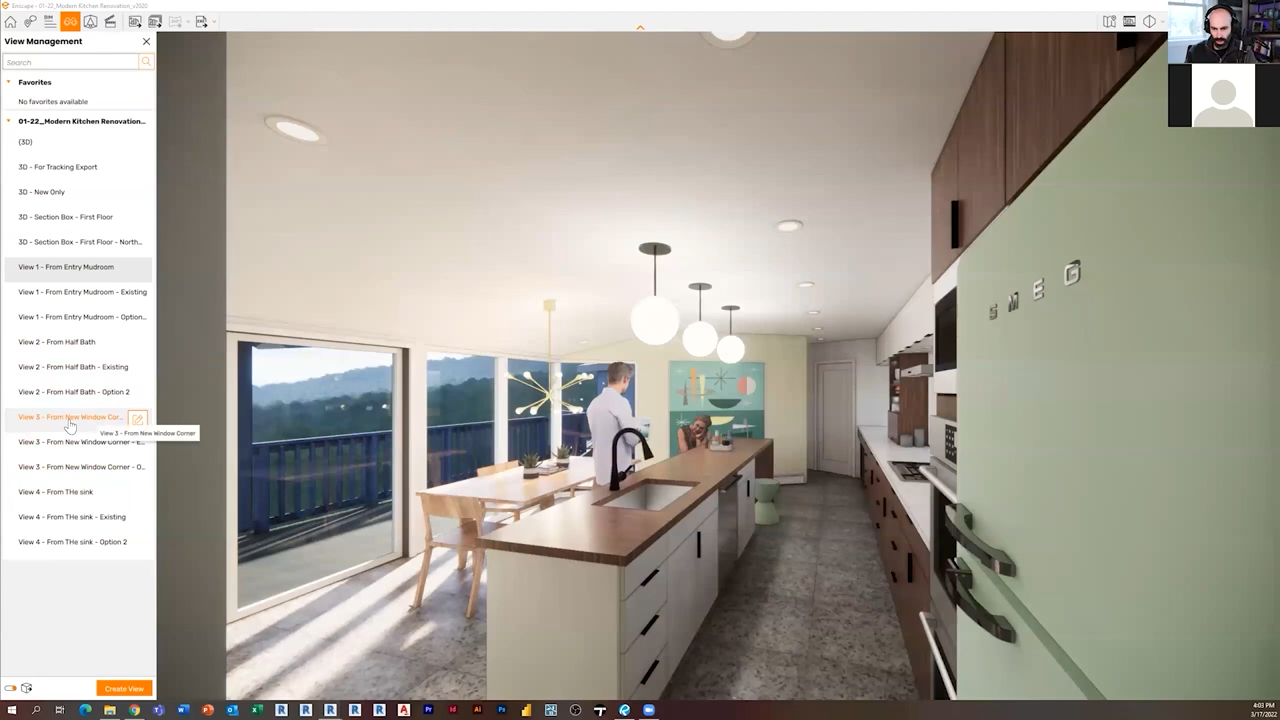 Enscape - 01-22_Modern Kitchen Renovation_v2020
View Management
Search
Favorites
No favorites available
01-22_Modern Kitchen Renovation...
{3D}
3D - For Tracking Export
3D - New Only
3D - Section Box - First Floor
3D - Section Box - First Floor - North...
View 1 - From Entry Mudroom
View 1 - From Entry Mudroom - Existing
View 1 - From Entry Mudroom - Option...
View 2 - From Half Bath
View 2 - From Half Bath - Existing
View 2 - From Half Bath - Option 2
View 3 - From New Window Cor...
View 3 - From New Window Corner
View 3 - From New Window Corner - E...
View 3 - From New Window Corner - O...
View 4 - From THe sink
View 4 - From THe sink - Existing
View 4 - From THe sink - Option 2
Create View
SMEG
4:03 PM
3/17/2022